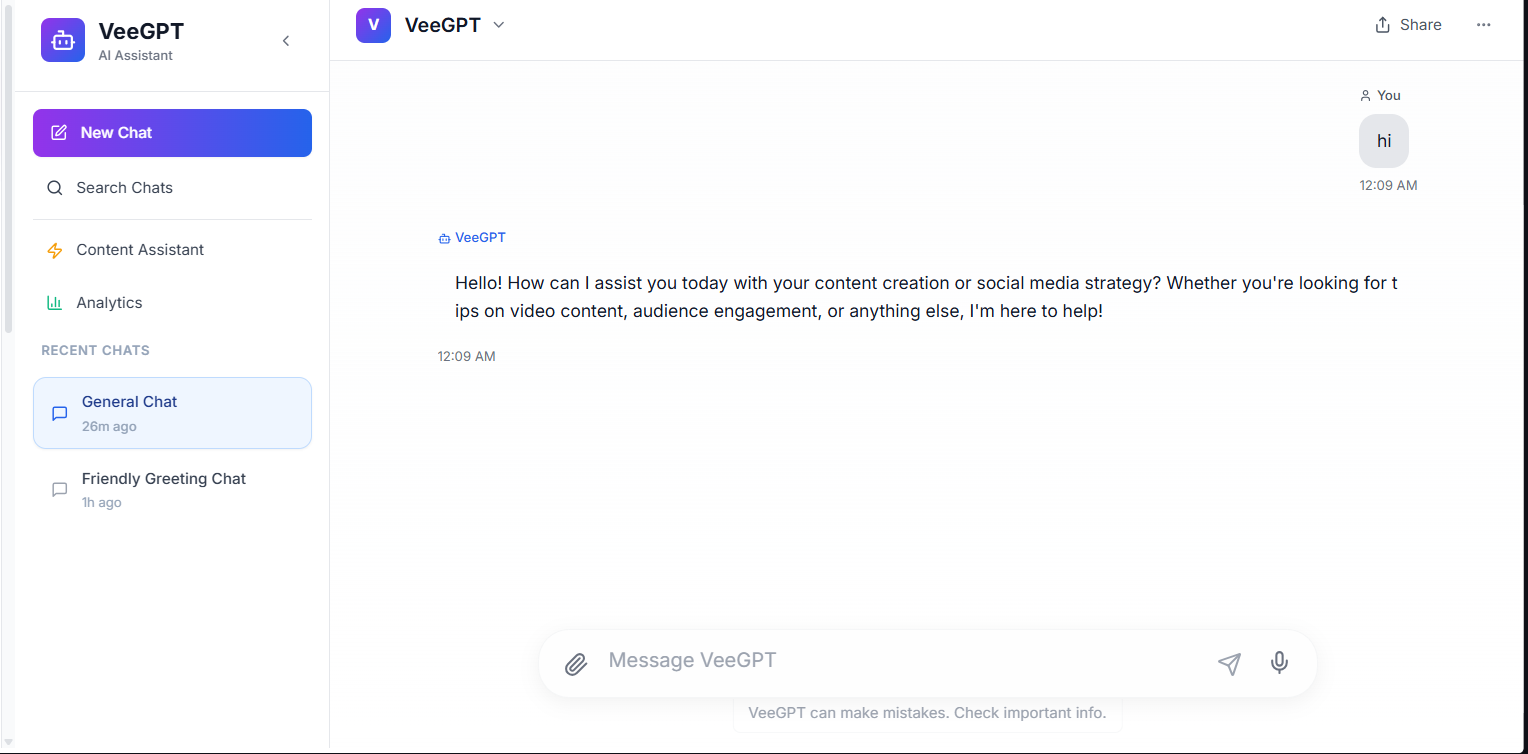 VeeGPT
AI Assistant
New Chat
Search Chats
Content Assistant
Analytics
RECENT CHATS
General Chat
26m ago
Friendly Greeting Chat
1h ago
V VeeGPT
Share
You
hi
12:09 AM
VeeGPT
Hello! How can I assist you today with your content creation or social media strategy? Whether you're looking for t
ips on video content, audience engagement, or anything else, I'm here to help!
12:09 AM
Message VeeGPT
VeeGPT can make mistakes. Check important info.